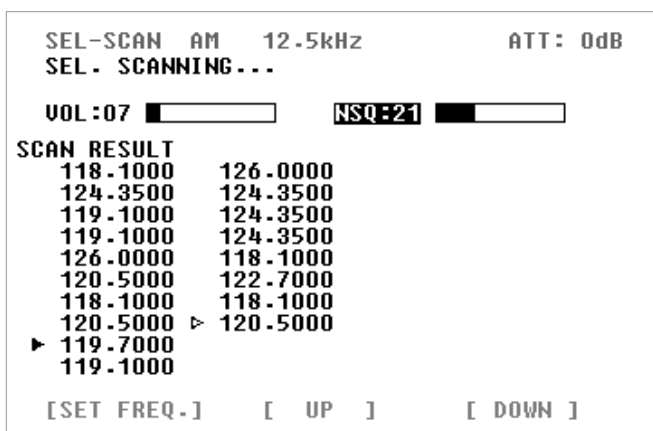 SEL-SCAN AM 12.5kHz ATT: 0dB
SEL. SCANNING...
VOL:07 NSQ:21
SCAN RESULT
118.1000 126.0000
124.3500 124.3500
119.1000 124.3500
119.1000 124.3500
126.0000 118.1000
120.5000 122.7000
118.1000 118.1000
120.5000 ▹ 120.5000
▸ 119.7000
119.1000
[SET FREQ.] [ UP ] [ DOWN ]